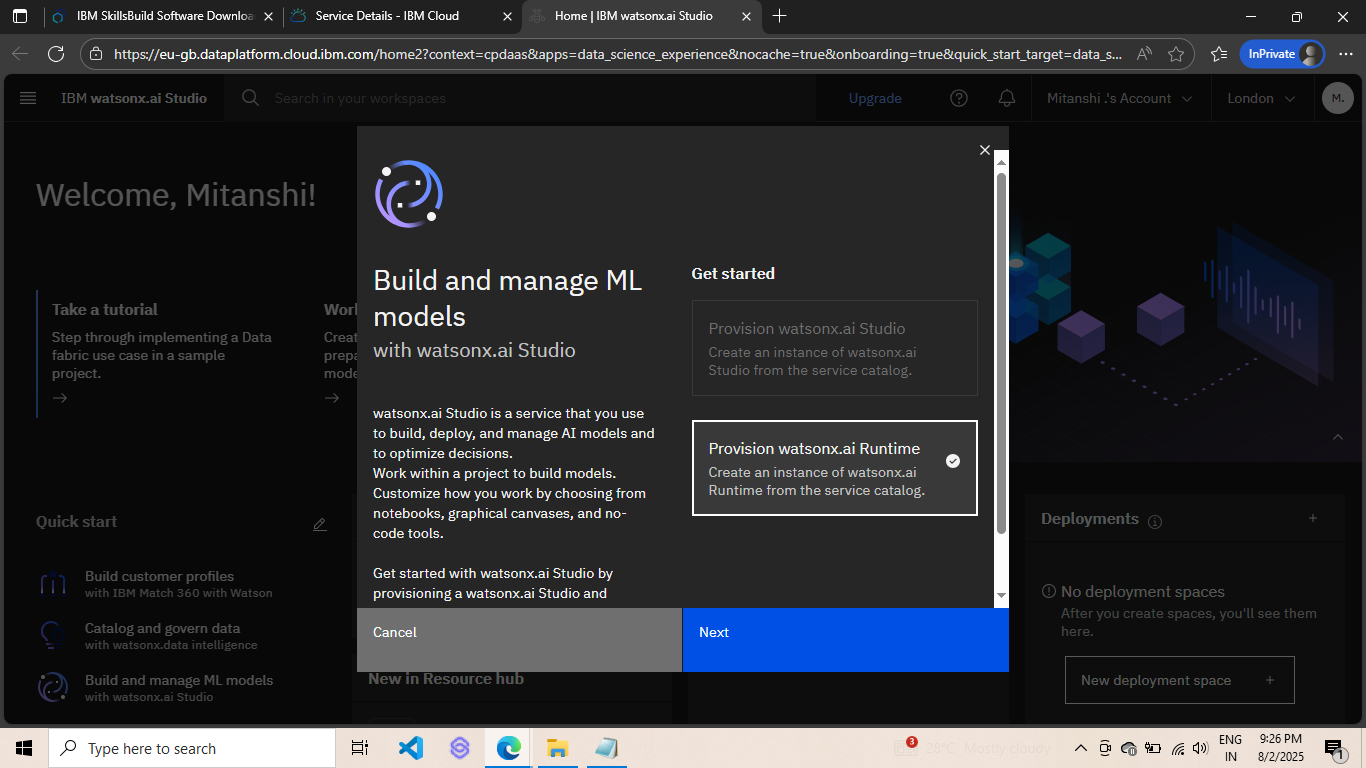 IBM SkillsBuild Software Downloa
Service Details - IBM Cloud
Home | IBM watsonx.ai Studio
https://eu-gb.dataplatform.cloud.ibm.com/home2?context=cpdaas&apps=data_science_experience&nocache=true&onboarding=true&quick_start_target=data_s...
InPrivate
IBM watsonx.ai Studio
Search in your workspaces
Upgrade
Mitanshi .'s Account
London
M.
Welcome, Mitanshi!
Take a tutorial
Step through implementing a Data
fabric use case in a sample
project.
Worl
Creat
prepa
mode
Quick start
Build customer profiles
with IBM Match 360 with Watson
Catalog and govern data
with watsonx.data intelligence
Build and manage ML models
with watsonx.ai Studio
Build and manage ML
models
with watsonx.ai Studio
watsonx.ai Studio is a service that you use
to build, deploy, and manage AI models and
to optimize decisions.
Work within a project to build models.
Customize how you work by choosing from
notebooks, graphical canvases, and no-
code tools.
Get started with watsonx.ai Studio by
provisioning a watsonx.ai Studio and
Get started
Provision watsonx.ai Studio
Create an instance of watsonx.ai
Studio from the service catalog.
Provision watsonx.ai Runtime
Create an instance of watsonx.ai
Runtime from the service catalog.
Cancel
Next
New in Resource hub
Deployments
No deployment spaces
After you create spaces, you'll see them
here.
New deployment space
Type here to search
3
28°C Mostly cloudy
ENG
IN
9:26 PM
8/2/2025
1